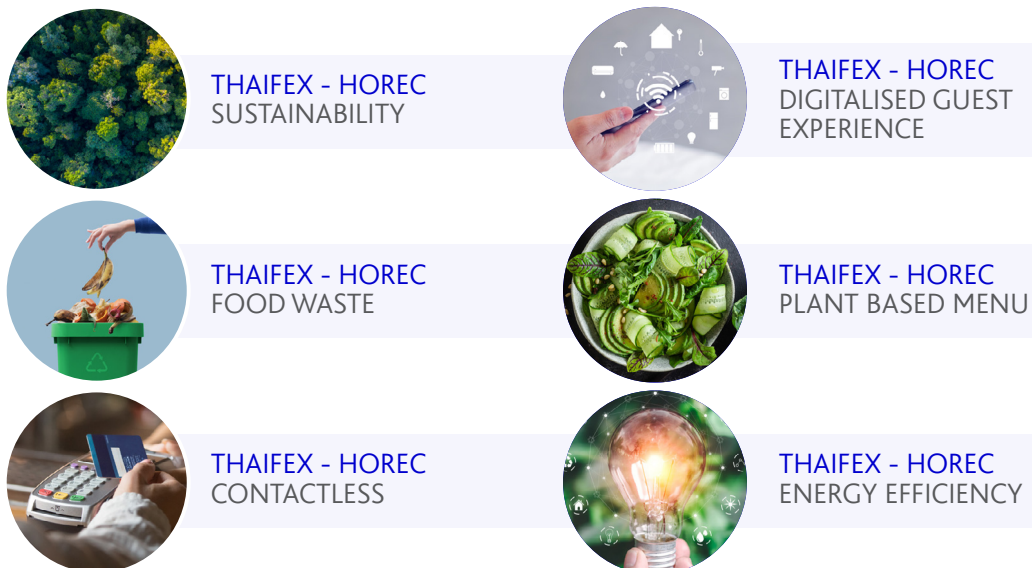 THAIFEX - HOREC
SUSTAINABILITY
THAIFEX - HOREC
DIGITALISED GUEST
EXPERIENCE
THAIFEX - HOREC
FOOD WASTE
THAIFEX - HOREC
PLANT BASED MENU
THAIFEX - HOREC
CONTACTLESS
THAIFEX - HOREC
ENERGY EFFICIENCY